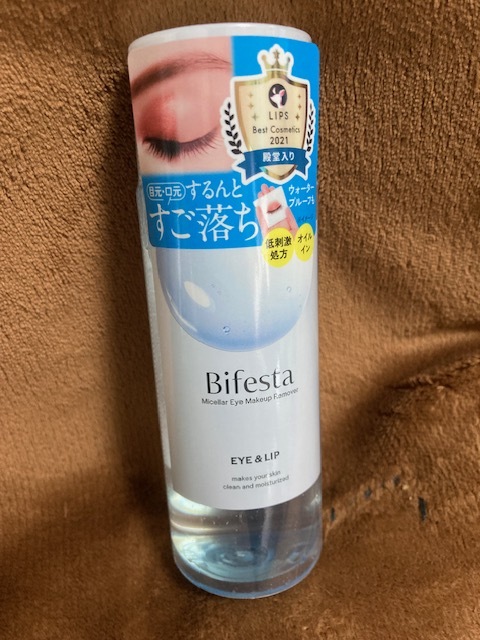 LIPS
Best Cosmetics
2021
殿堂入り
目元・口元 するんと
すご落ち
ウォーター
プルーフも
低刺激
処方
オイル
イン
Bifesta
Micellar Eye Makeup Remover
EYE & LIP
makes your skin
clean and moisturized